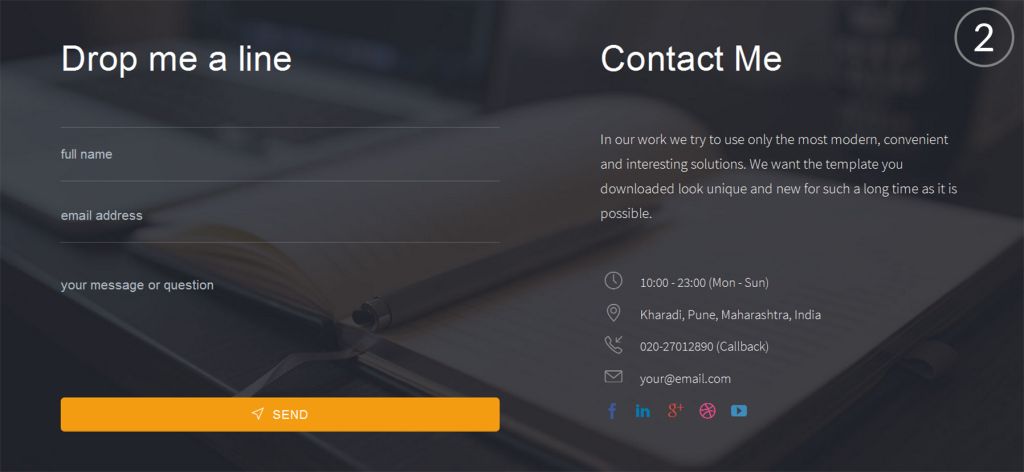 Drop me a line
full name
email address
your message or question
SEND
Contact Me
2
In our work we try to use only the most modern, convenient
and interesting solutions. We want the template you
downloaded look unique and new for such a long time as it is
possible.
10:00 - 23:00 (Mon - Sun)
Kharadi, Pune, Maharashtra, India
020-27012890 (Callback)
your@email.com